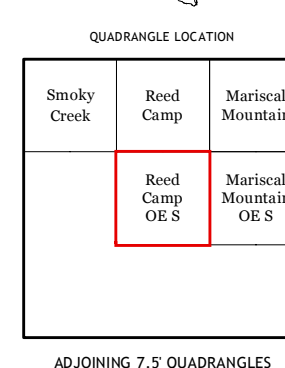 QUADRANGLE LOCATION
Smoky
Creek
Reed
Camp
Mariscal
Mountain
Reed
Camp
OE S
Mariscal
Mountain
OE S
ADJOINING 7.5' QUADRANGLES